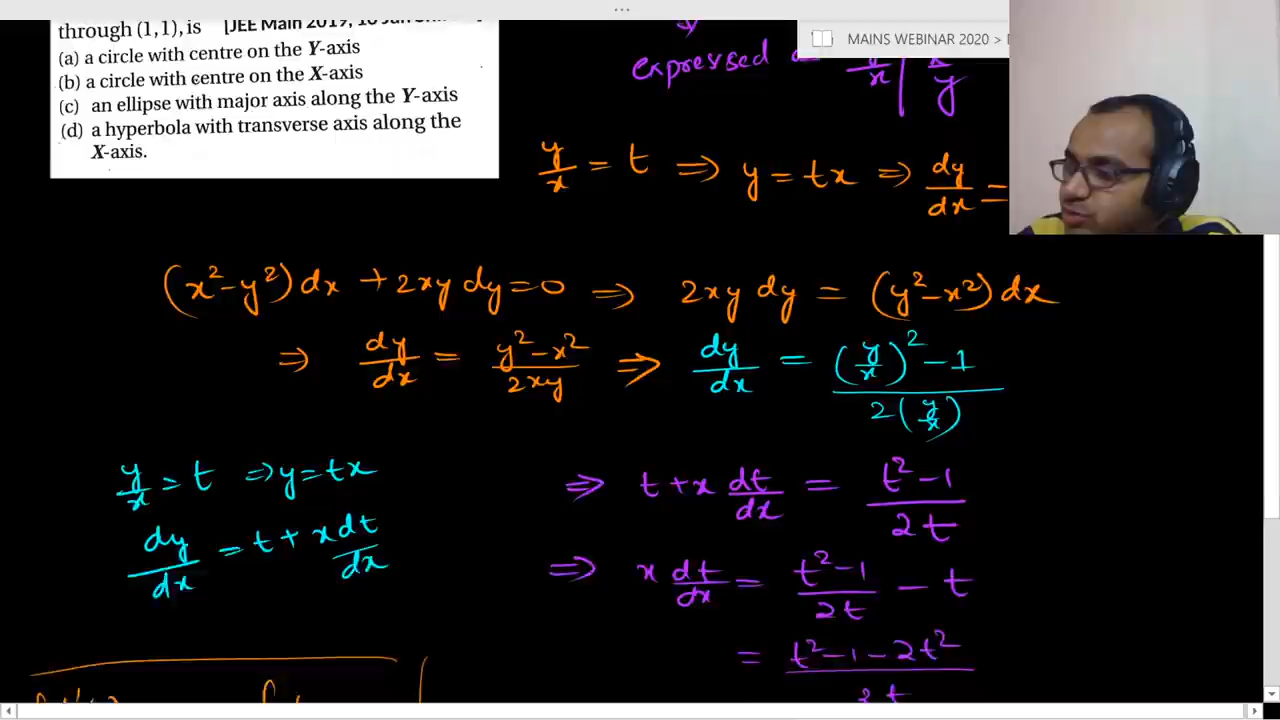 through (1,1), is [JEE Main 2019, 10 Jan
(a) a circle with centre on the Y-axis
(b) a circle with centre on the X-axis
(c) an ellipse with major axis along the Y-axis
(d) a hyperbola with transverse axis along the
X-axis.
MAINS WEBINAR 2020 >
expressed
y/x | x/y
y/x = t ⇒ y = tx ⇒ dy/dx =
(x²-y²)dx + 2xy dy = 0 ⇒ 2xy dy = (y²-x²)dx
⇒ dy/dx = y²-x²/2xy ⇒ dy/dx = (y/x)²-1/2(y/x)
y/x = t ⇒ y = tx
dy/dx = t + x dt/dx
⇒ t + x dt/dx = t²-1/2t
⇒ x dt/dx = t²-1/2t - t
= t²-1-2t²/2t